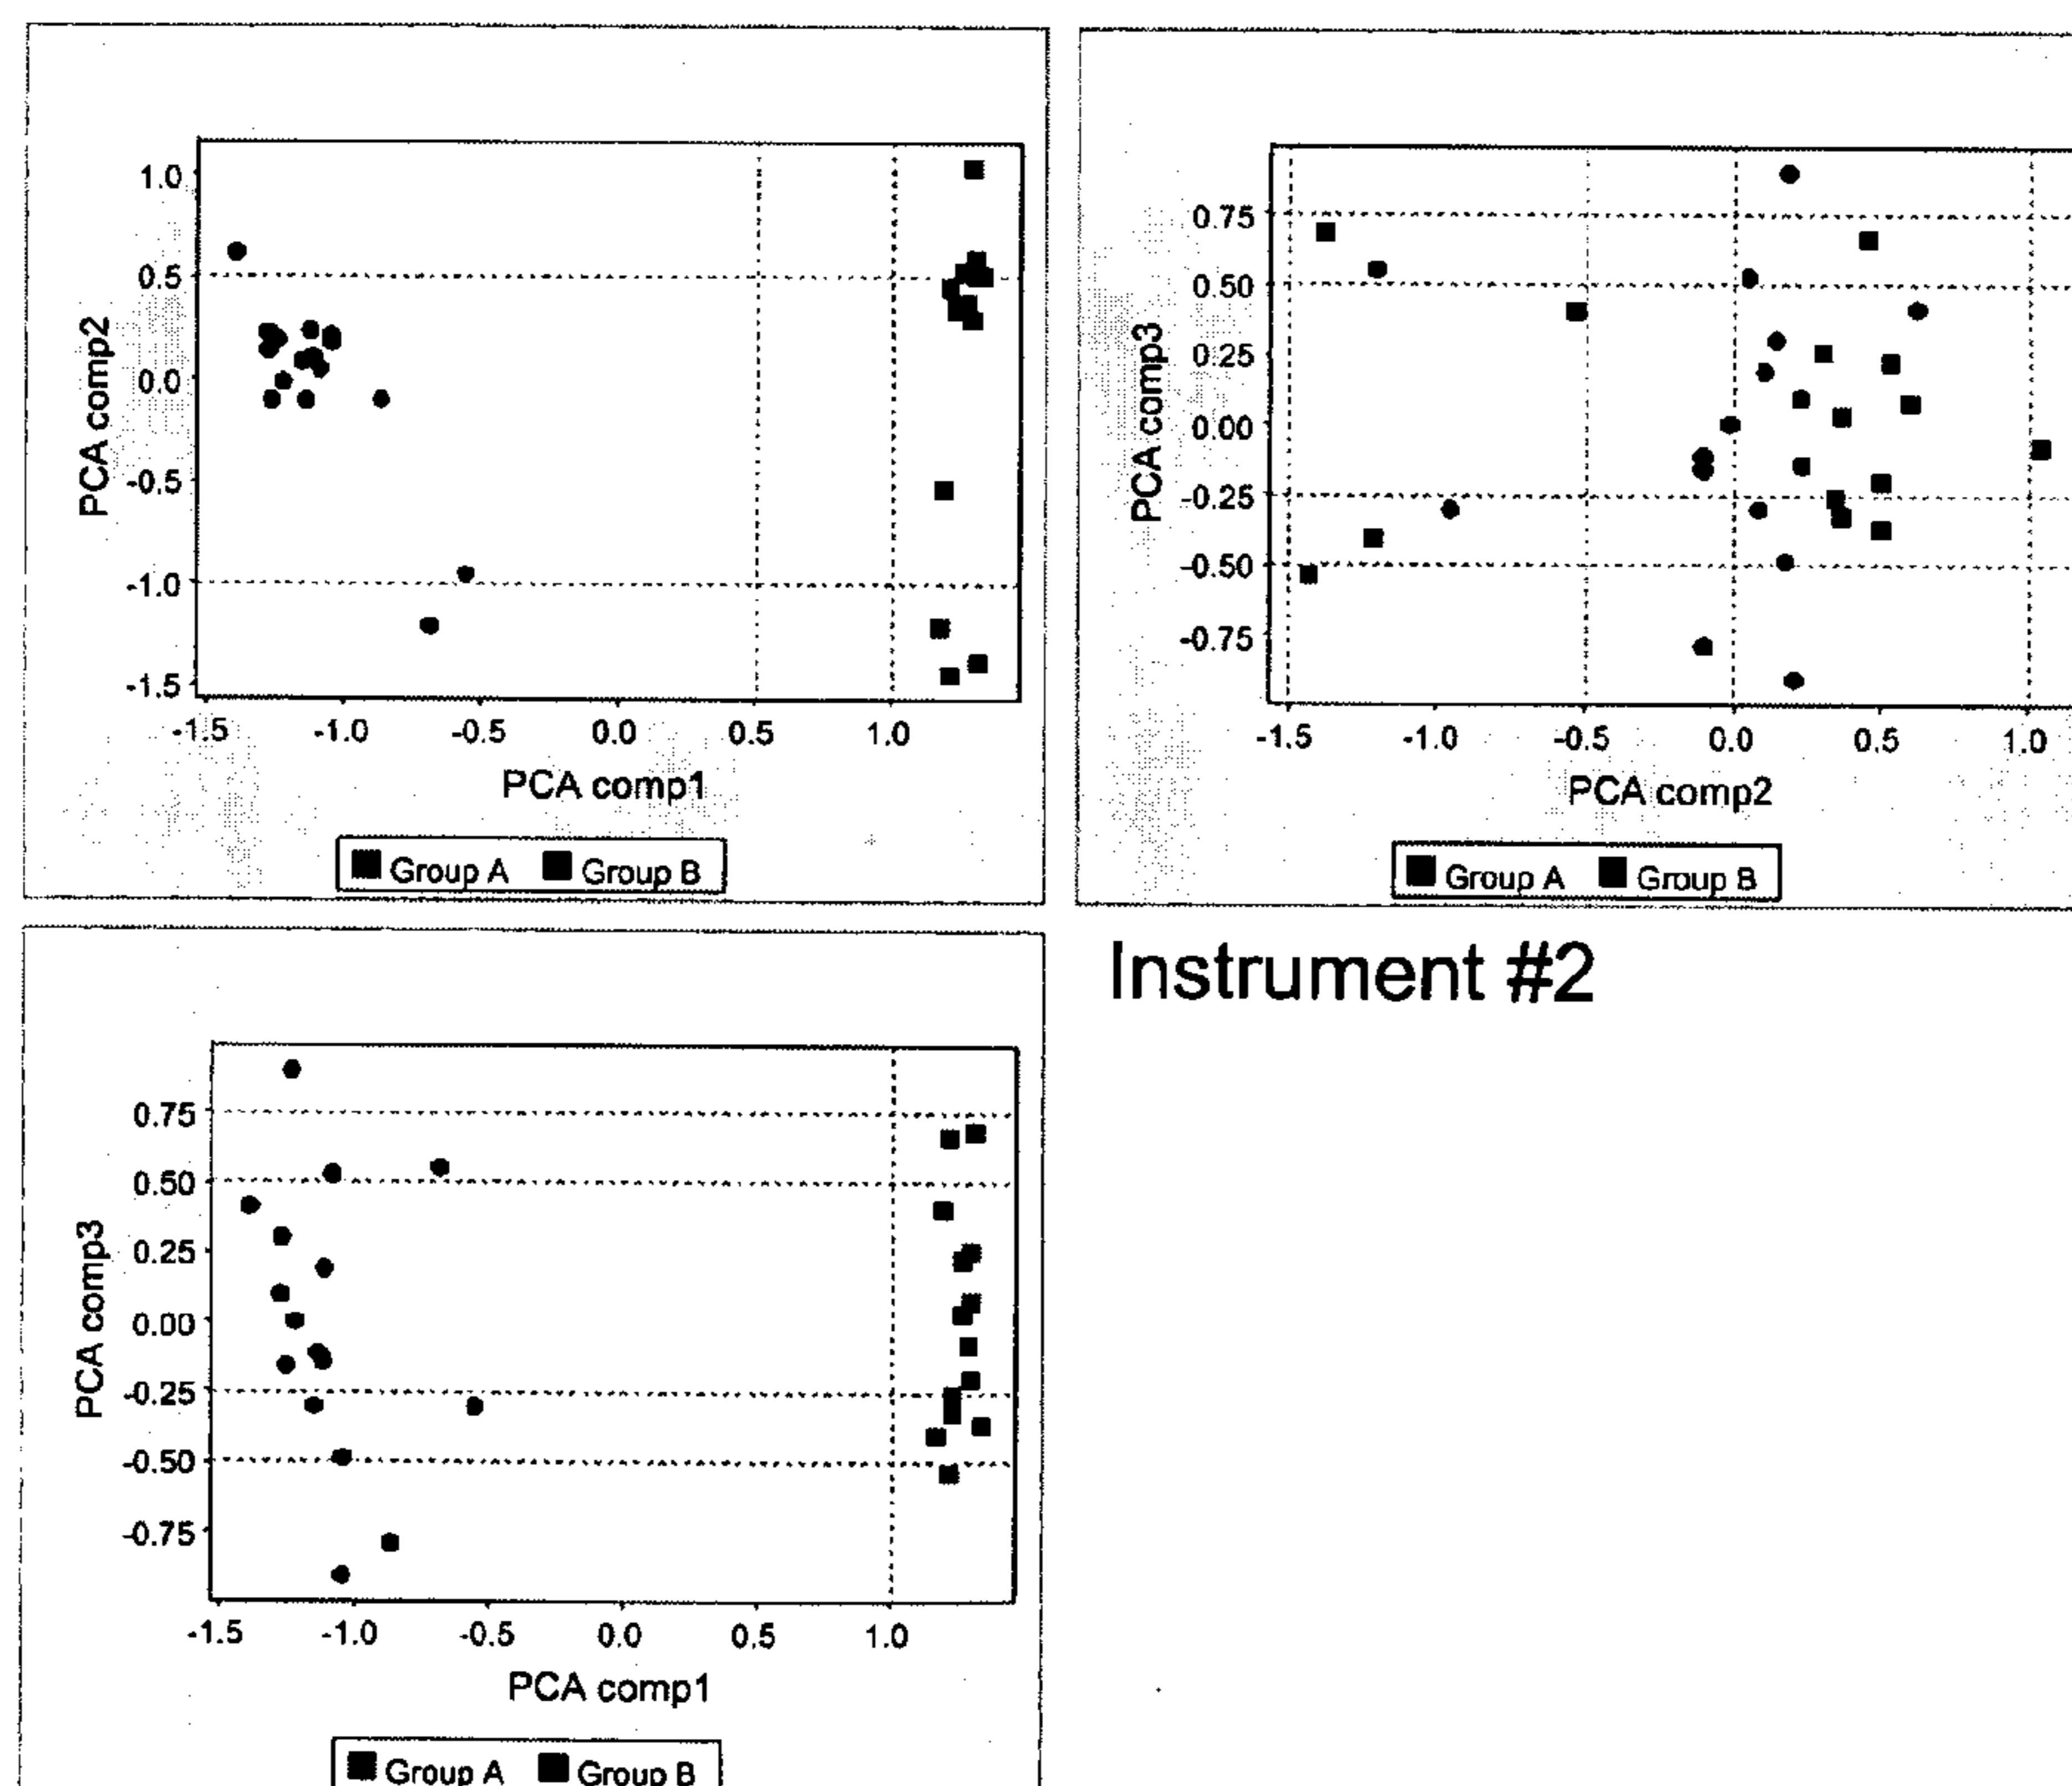 1.0
0.5
0.0
-0.5
-1.0
-1.5
PCA comp2
-1.5 -1.0 -0.5 0.0 0.5 1.0
PCA comp1
Group A Group B
0.75
0.50
0.25
0.00
-0.25
-0.50
-0.75
PCA comp3
-1.5 -1.0 -0.5 0.0 0.5 1.0
PCA comp2
Group A Group B
Instrument #2
0.75
0.50
0.25
0.00
-0.25
-0.50
-0.75
PCA comp3
-1.5 -1.0 -0.5 0.0 0.5 1.0
PCA comp1
Group A Group B